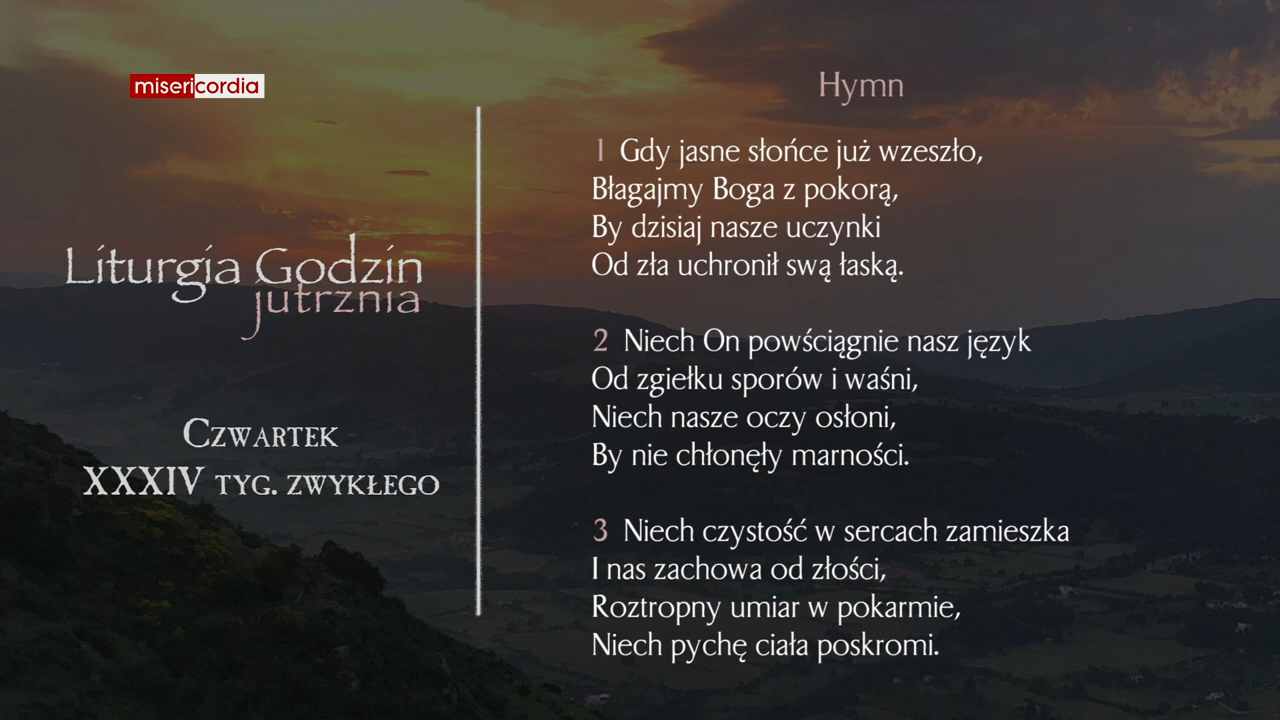 misericordia
Liturgia Godzin
jutrznia
Czwartek
XXXIV tyg. zwykłego
Hymn
1 Gdy jasne słońce już wzeszło,
Błagajmy Boga z pokorą,
By dzisiaj nasze uczynki
Od zła uchronił swą łaską.
2 Niech On powściągnie nasz język
Od zgiełku sporów i waśni,
Niech nasze oczy osłoni,
By nie chłonęły marności.
3 Niech czystość w sercach zamieszka
I nas zachowa od złości,
Roztropny umiar w pokarmie,
Niech pychę ciała poskromi.